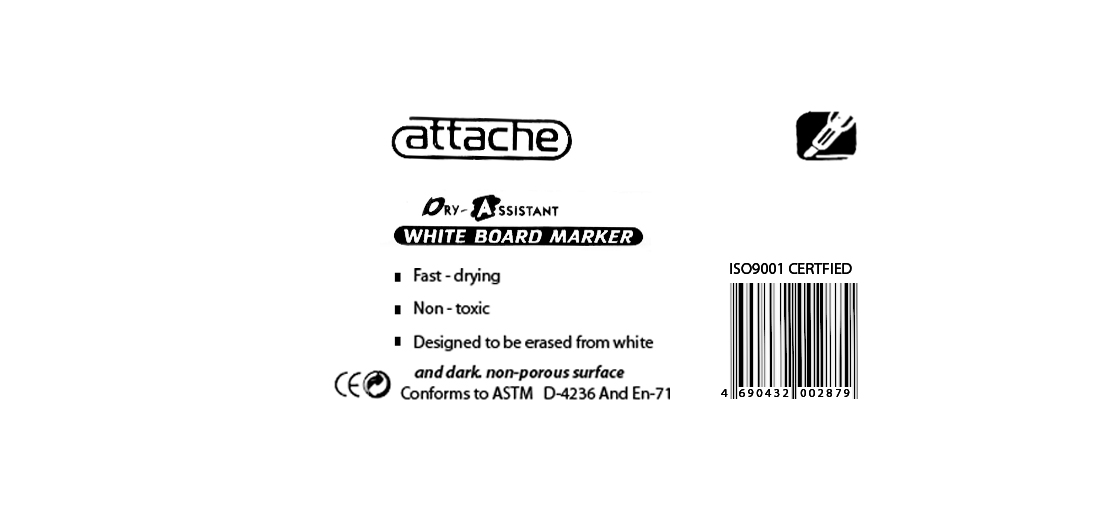 attache
DRY-ASSISTANT
WHITE BOARD MARKER
Fast - drying
Non - toxic
Designed to be erased from white
and dark. non-porous surface
CE Conforms to ASTM D-4236 And En-71
ISO9001 CERTFIED
4 690432 002879